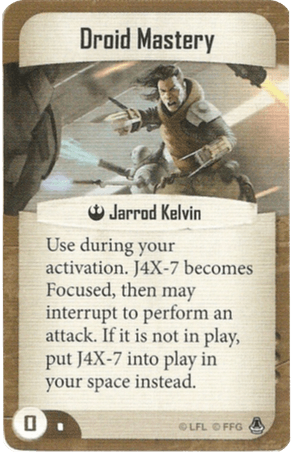 Droid Mastery
Jarrod Kelvin
Use during your
activation. J4X-7 becomes
Focused, then may
interrupt to perform an
attack. If it is not in play,
put J4X-7 into play in
your space instead.
0
© LFL © FFG